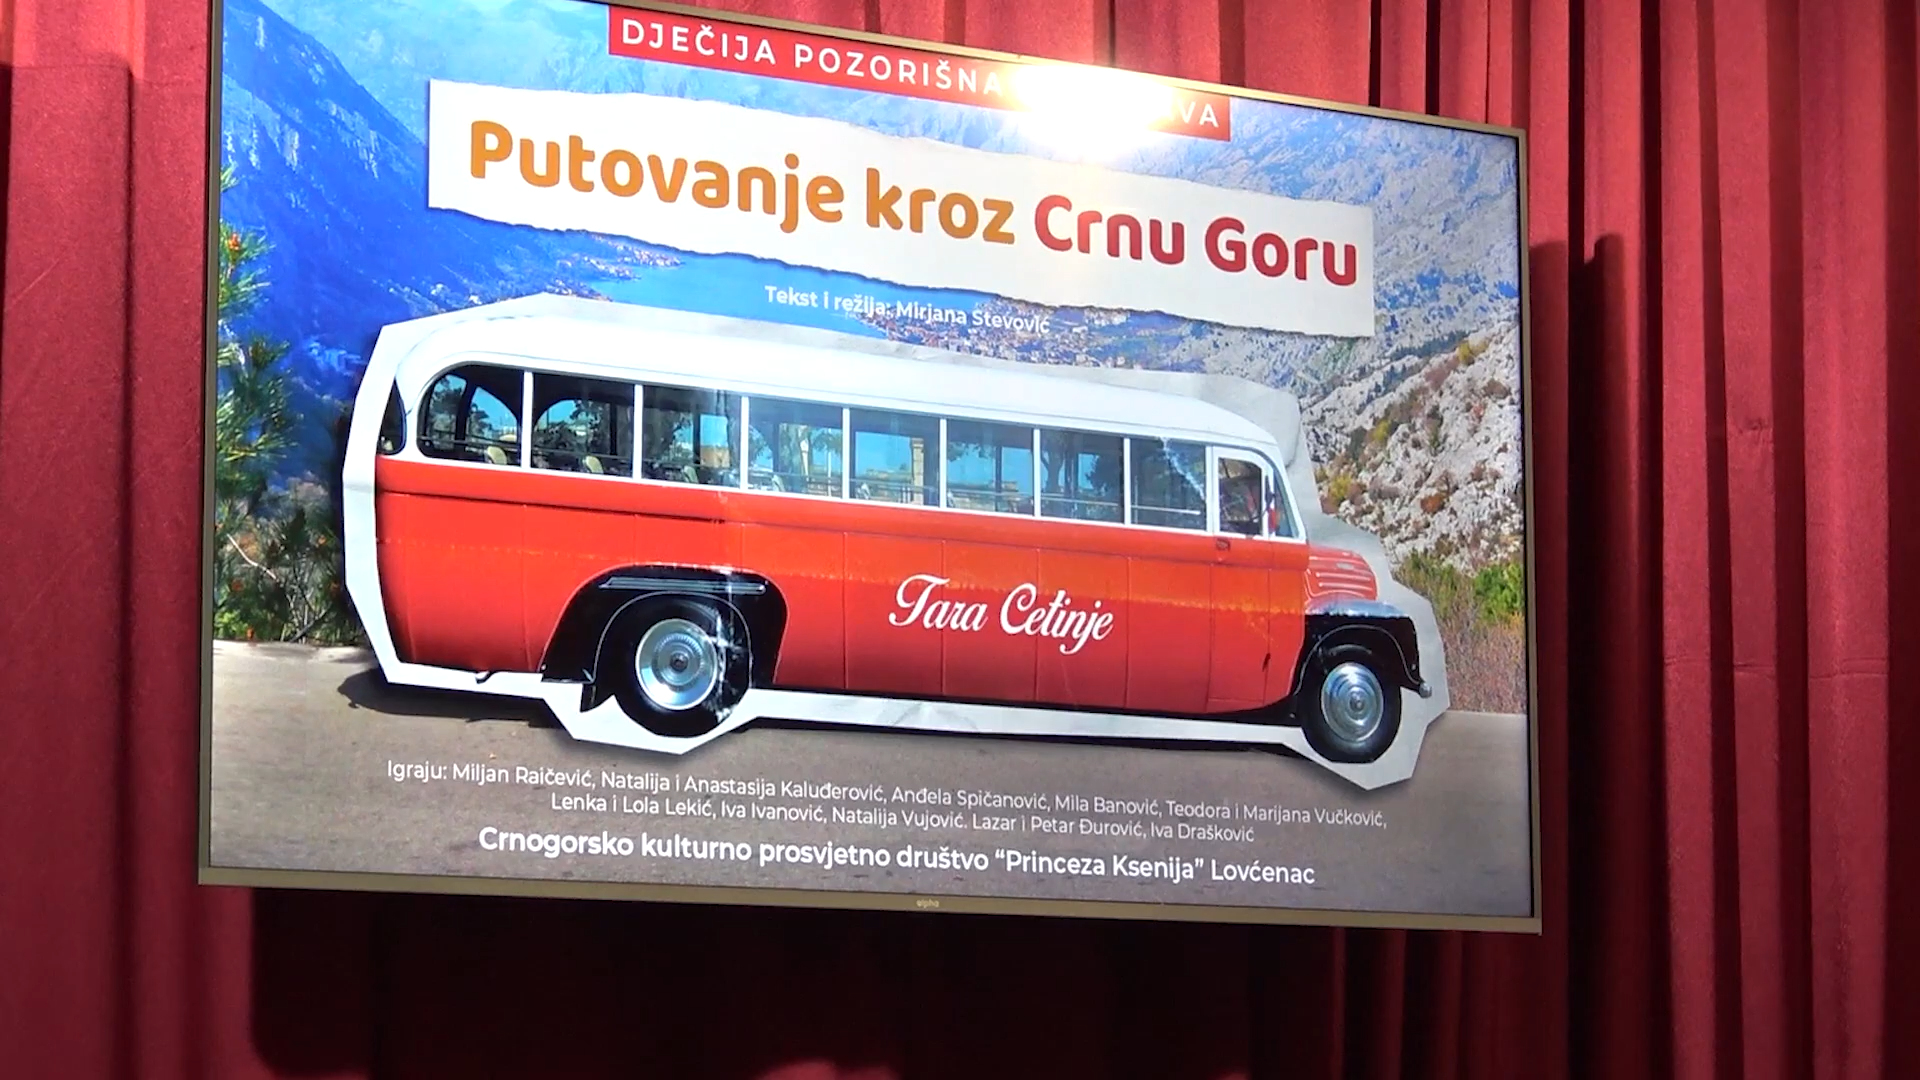 DJEČIJA POZORIŠNA
Putovanje kroz Crnu Goru
Tekst i režija: Mirjana Stevović
Tara Cetinje
Igraju: Miljan Raičević, Natalija i Anastasija Kaluđerović, Anđela Spičanović, Mila Banović, Teodora i Marijana Vučković,
Lenka i Lola Lekić, Iva Ivanović, Natalija Vujović. Lazar i Petar Đurović, Iva Drašković
Crnogorsko kulturno prosvjetno društvo “Princeza Ksenija” Lovćenac
alpha